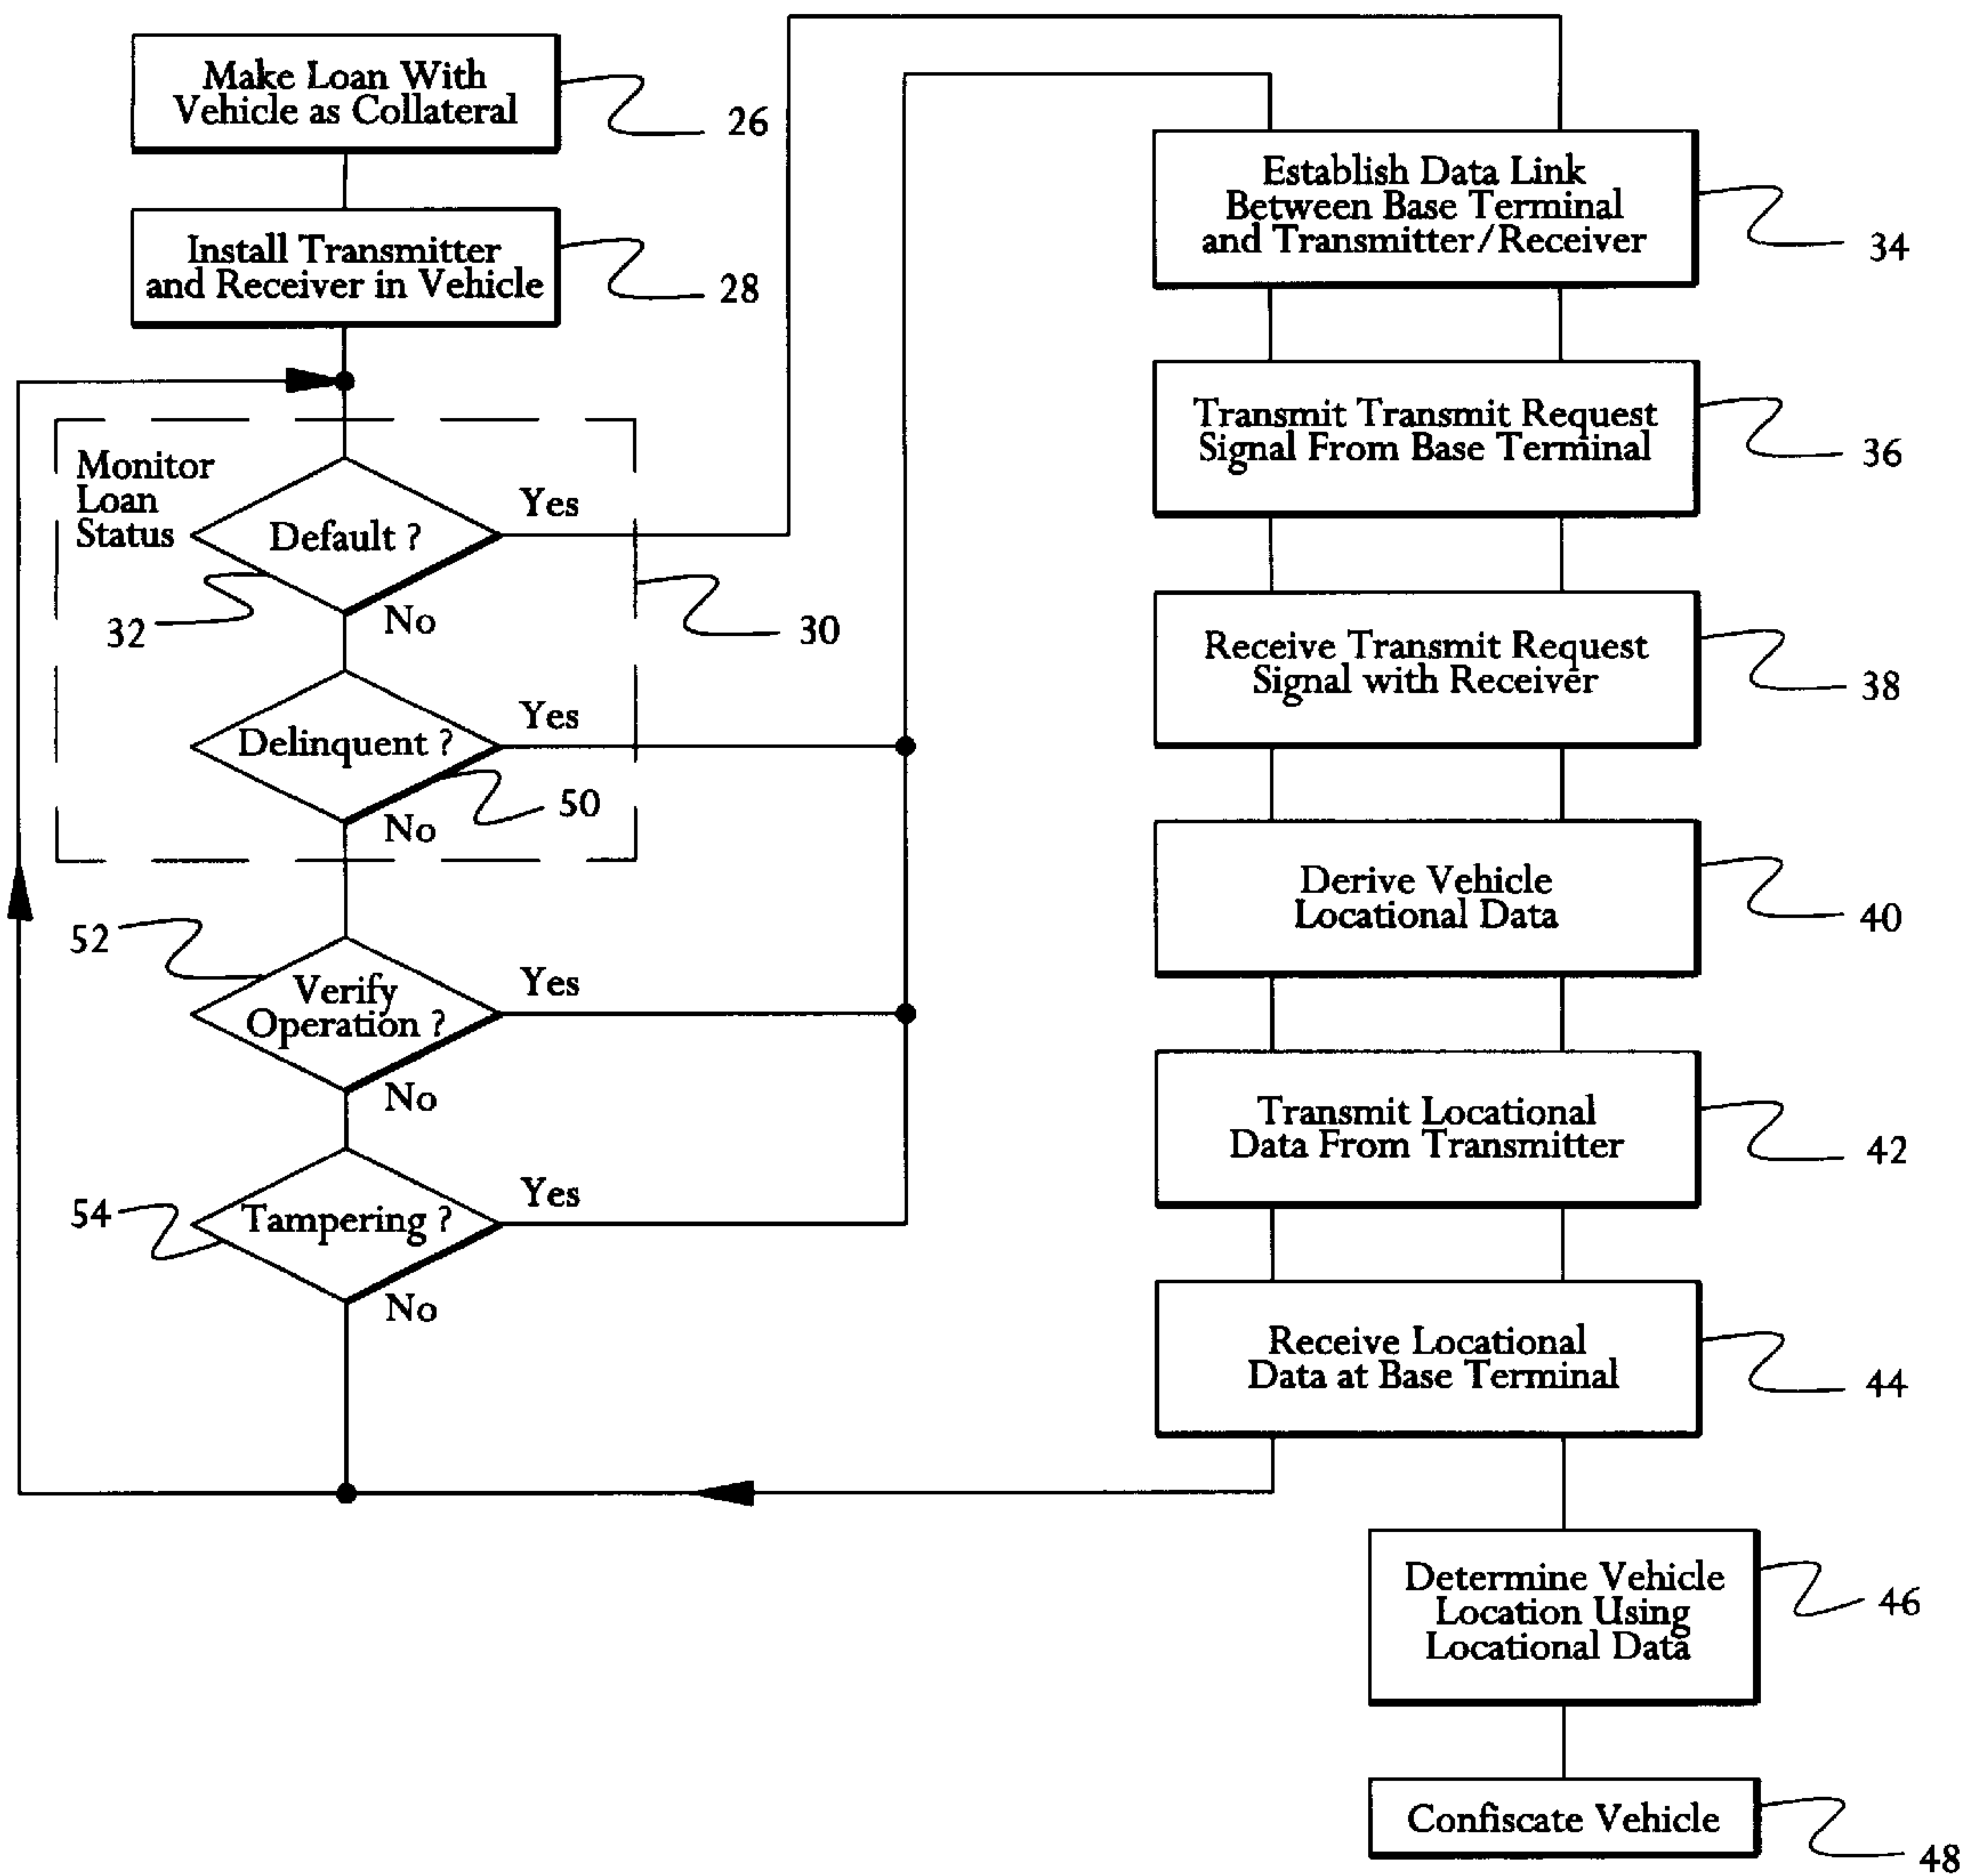 Make Loan With
Vehicle as Collateral
26
Install Transmitter
and Receiver in Vehicle
28
Monitor
Loan
Status
Default ?
Yes
No
32
30
Delinquent ?
Yes
No
50
52
Verify
Operation ?
Yes
No
54
Tampering ?
Yes
No
Establish Data Link
Between Base Terminal
and Transmitter/Receiver
34
Transmit Transmit Request
Signal From Base Terminal
36
Receive Transmit Request
Signal with Receiver
38
Derive Vehicle
Locational Data
40
Transmit Locational
Data From Transmitter
42
Receive Locational
Data at Base Terminal
44
Determine Vehicle
Location Using
Locational Data
46
Confiscate Vehicle
48